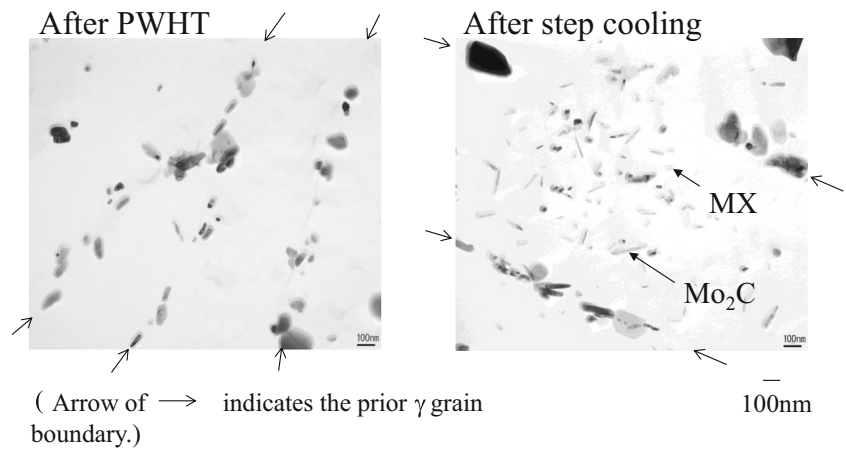 After PWHT
After step cooling
MX
Mo₂C
100nm
100nm
( Arrow of → indicates the prior γ grain
boundary.)
100nm